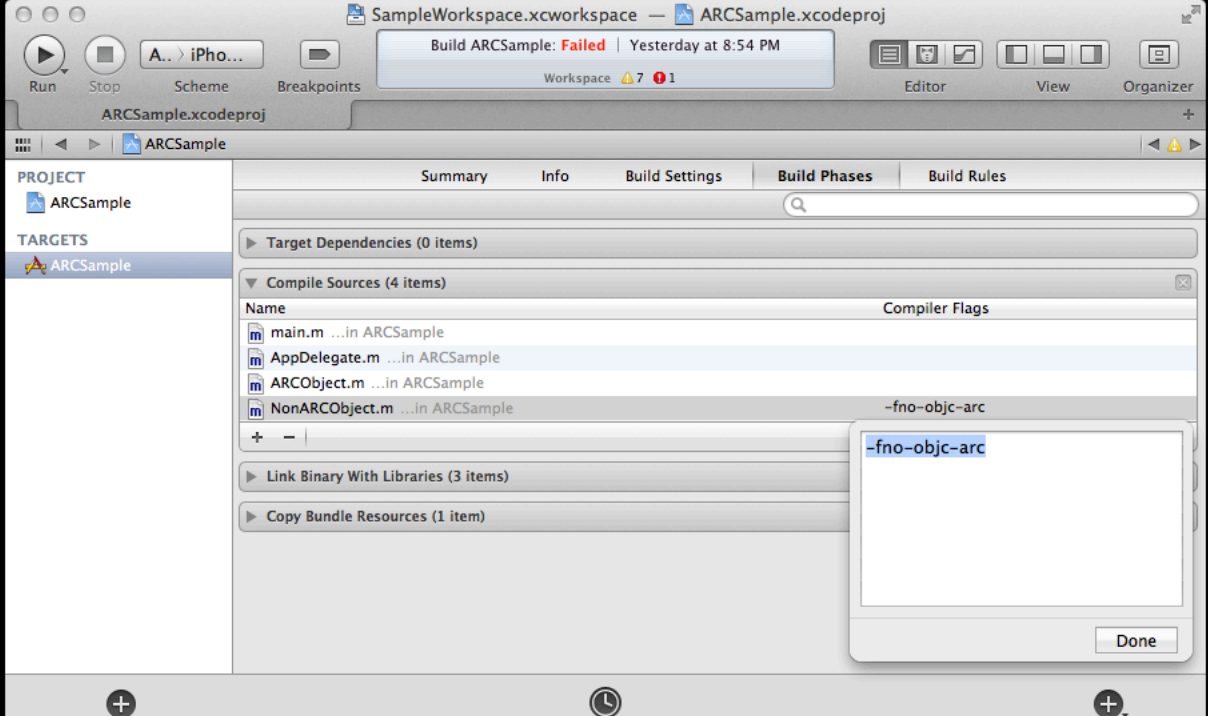 SampleWorkspace.xcworkspace — ARCSample.xcodeproj
A.. 〉 iPho...
Build ARCSample: Failed | Yesterday at 8:54 PM
Workspace 7 1
Run Stop Scheme Breakpoints Editor View Organizer
ARCSample.xcodeproj
ARCSample
PROJECT
ARCSample
TARGETS
ARCSample
Summary Info Build Settings Build Phases Build Rules
Target Dependencies (0 items)
Compile Sources (4 items)
Name Compiler Flags
main.m ...in ARCSample
AppDelegate.m ...in ARCSample
ARCObject.m ...in ARCSample
NonARCObject.m ...in ARCSample -fno-objc-arc
-fno-objc-arc
Link Binary With Libraries (3 items)
Copy Bundle Resources (1 item)
Done